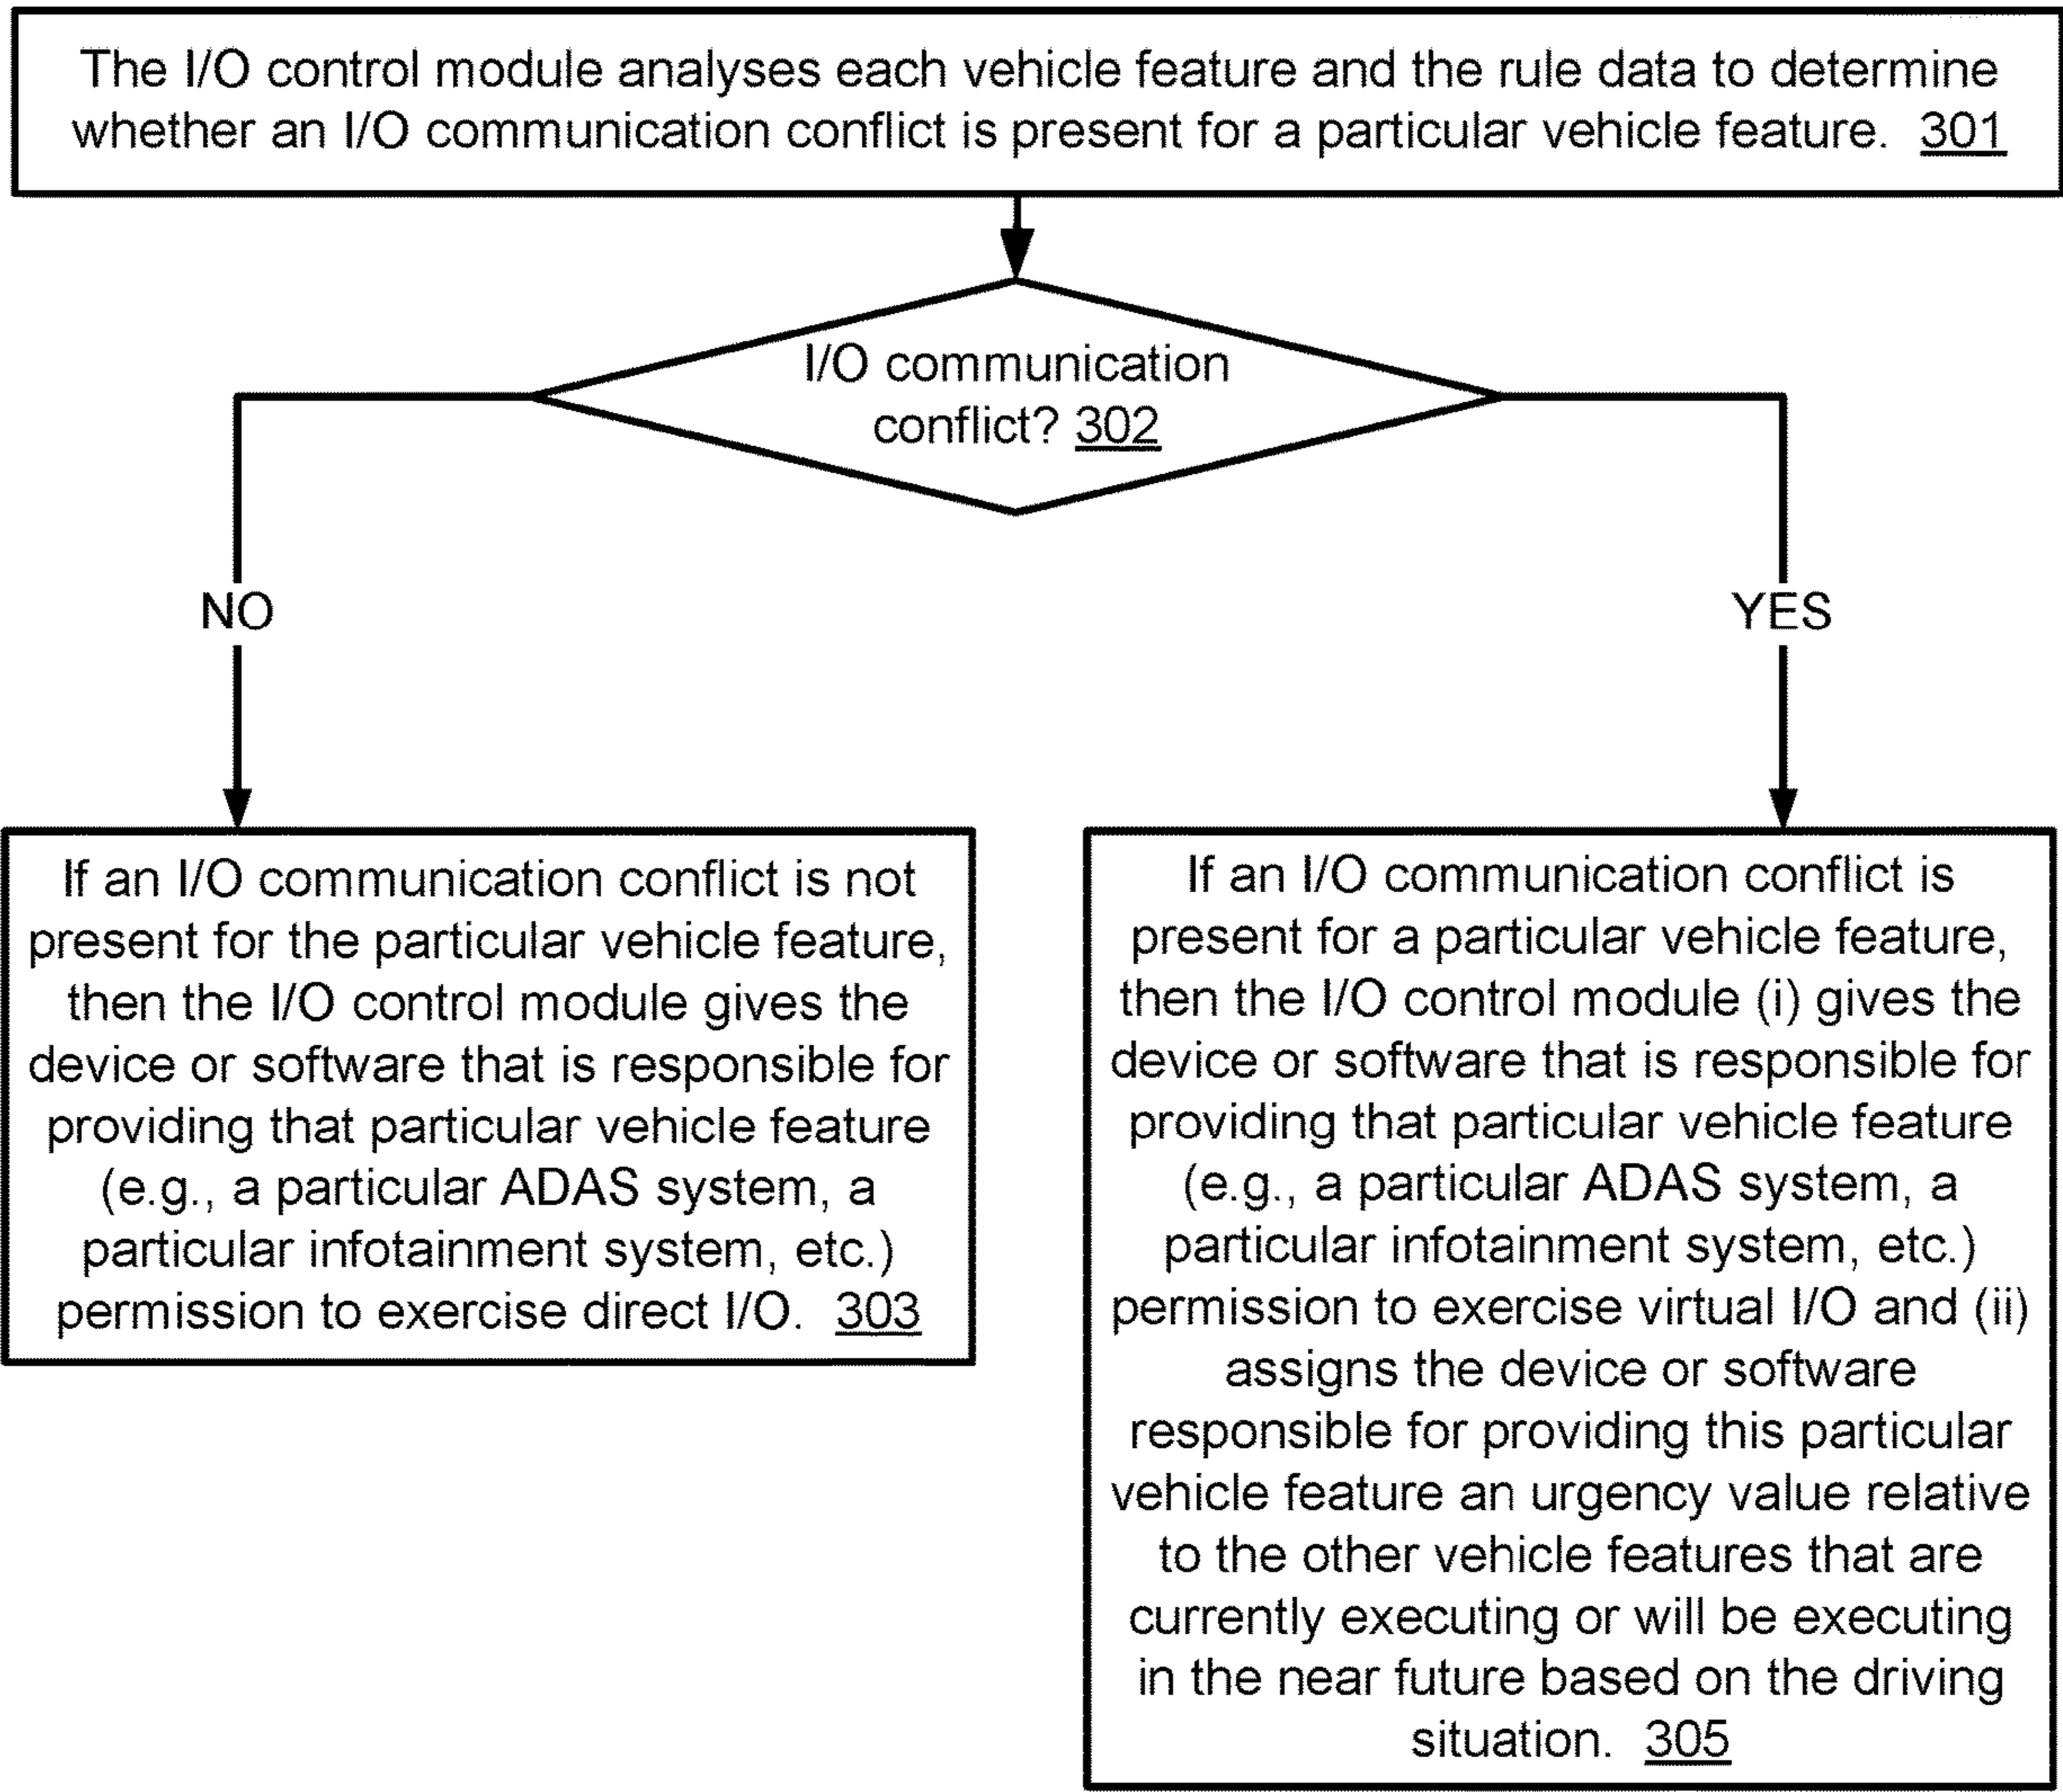 The I/O control module analyses each vehicle feature and the rule data to determine
whether an I/O communication conflict is present for a particular vehicle feature. 301
I/O communication
conflict? 302
NO
YES
If an I/O communication conflict is not
present for the particular vehicle feature,
then the I/O control module gives the
device or software that is responsible for
providing that particular vehicle feature
(e.g., a particular ADAS system, a
particular infotainment system, etc.)
permission to exercise direct I/O. 303
If an I/O communication conflict is
present for a particular vehicle feature,
then the I/O control module (i) gives the
device or software that is responsible for
providing that particular vehicle feature
(e.g., a particular ADAS system, a
particular infotainment system, etc.)
permission to exercise virtual I/O and (ii)
assigns the device or software
responsible for providing this particular
vehicle feature an urgency value relative
to the other vehicle features that are
currently executing or will be executing
in the near future based on the driving
situation. 305